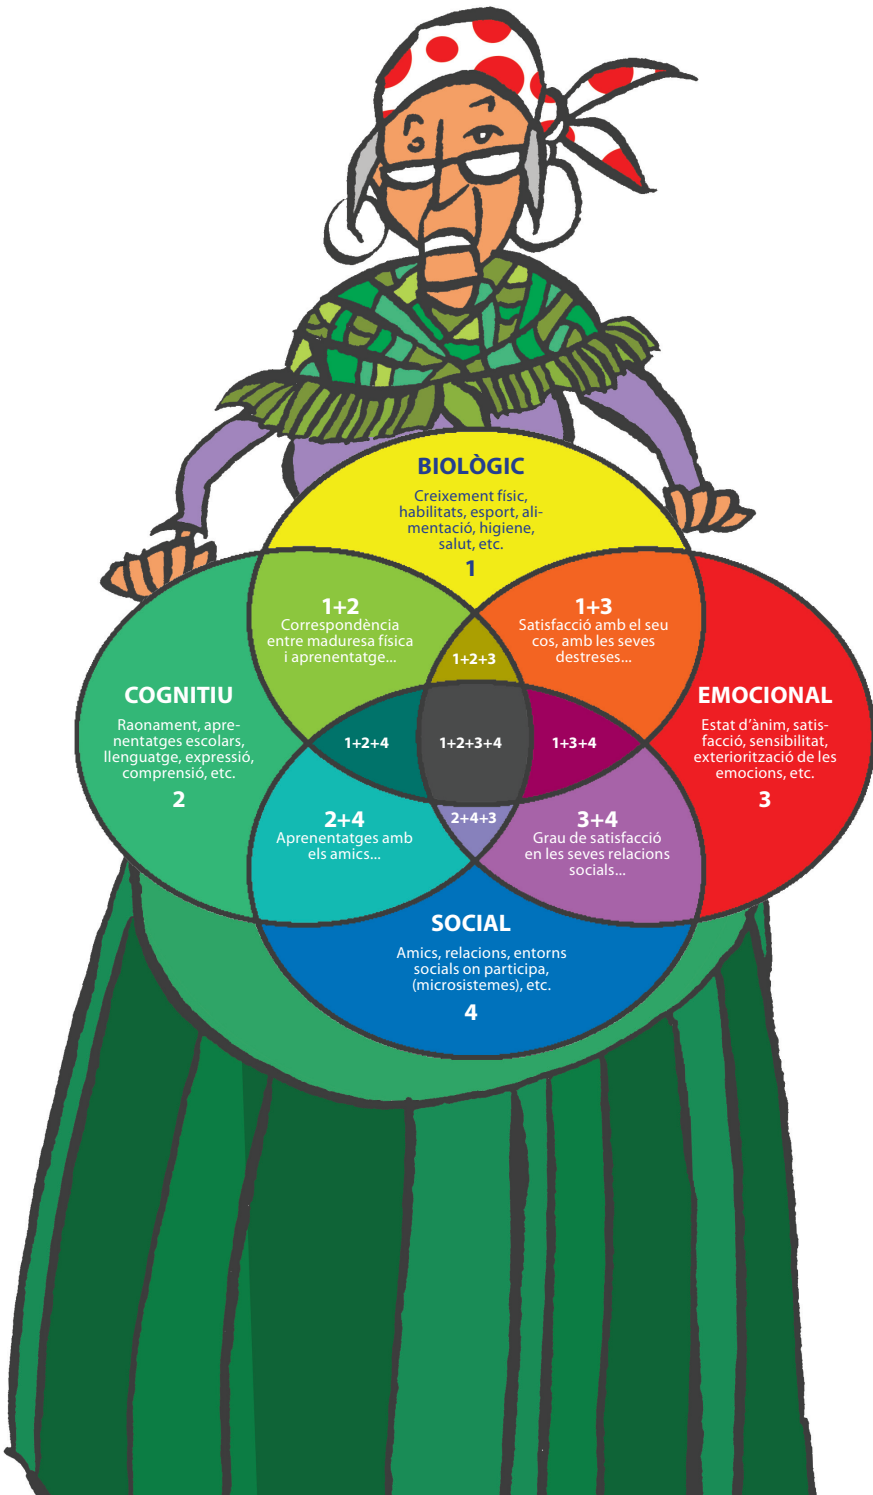 BIOLÒGIC
Creixement físic,
habilitats, esport, ali-
mentació, higiene,
salut, etc.
1
1+2
Correspondència
entre maduresa física
i aprenentatge...
1+3
Satisfacció amb el seu
cos, amb les seves
destreses...
1+2+3
COGNITIU
Raonament, apre-
nentatges escolars,
llenguatge, expressió,
comprensió, etc.
2
1+2+4
1+2+3+4
1+3+4
EMOCIONAL
Estat d'ànim, satis-
facció, sensibilitat,
exteriorització de les
emocions, etc.
3
2+4
Aprenentatges amb
els amics...
2+4+3
3+4
Grau de satisfacció
en les seves relacions
socials...
SOCIAL
Amics, relacions, entorns
socials on participa,
(microsistemes), etc.
4